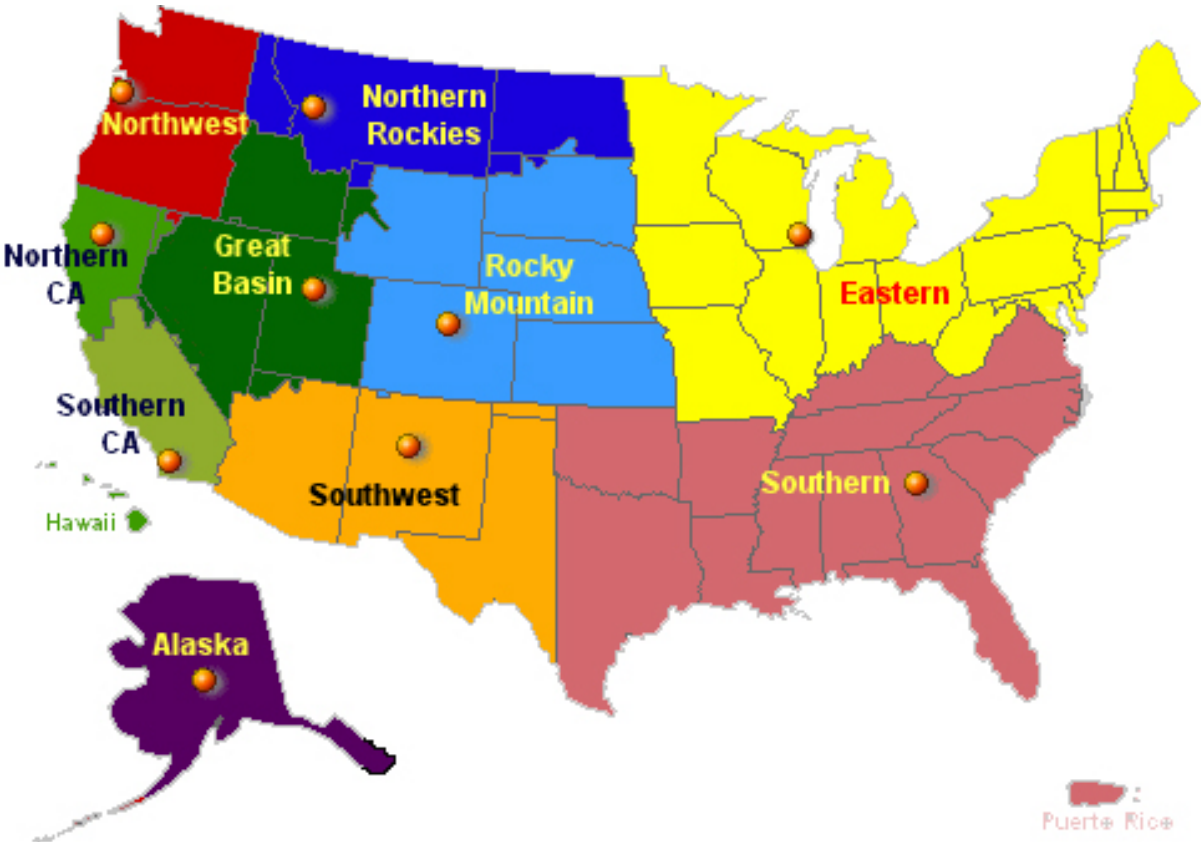 Northern
Rockies
Northwest
Great
Basin
Northern
CA
Rocky
Mountain
Eastern
Southern
CA
Southwest
Southern
Hawaii
Alaska
Puerto Rico